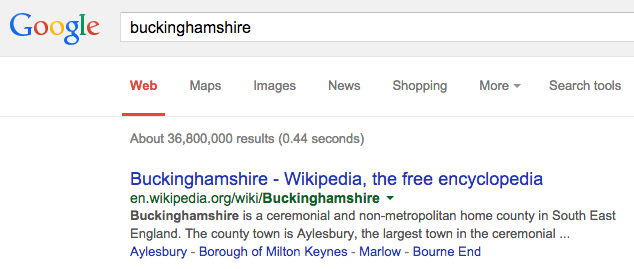 Google buckinghamshire
Web Maps Images News Shopping More Search tools
About 36,800,000 results (0.44 seconds)
Buckinghamshire - Wikipedia, the free encyclopedia
en.wikipedia.org/wiki/Buckinghamshire
Buckinghamshire is a ceremonial and non-metropolitan home county in South East
England. The county town is Aylesbury, the largest town in the ceremonial ...
Aylesbury - Borough of Milton Keynes - Marlow - Bourne End